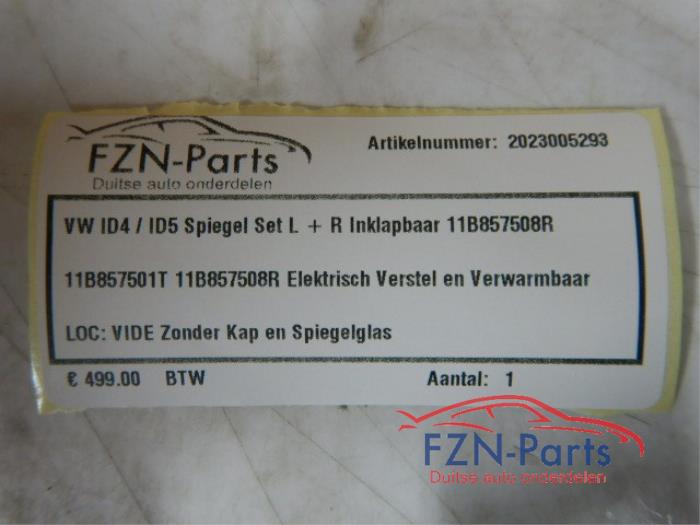 FZN-Parts
Duitse auto onderdelen
Artikelnummer: 2023005293
VW ID4 / ID5 Spiegel Set L + R Inklapbaar 11B857508R
11B857501T 11B857508R Elektrisch Verstel en Verwarmbaar
LOC: VIDE Zonder Kap en Spiegelglas
€ 499.00 BTW
Aantal: 1
FZN-Parts
Duitse auto onderdelen